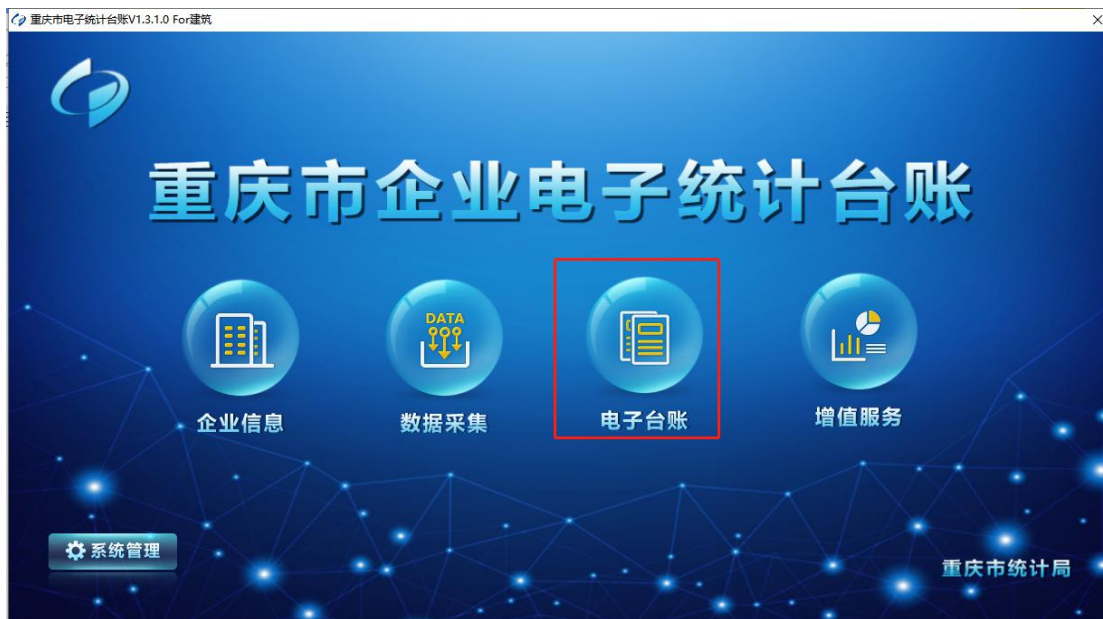 重庆市电子统计台账V1.3.1.0 For建筑
重庆市企业电子统计台账
DATA
企业信息
数据采集
电子台账
增值服务
系统管理
重庆市统计局